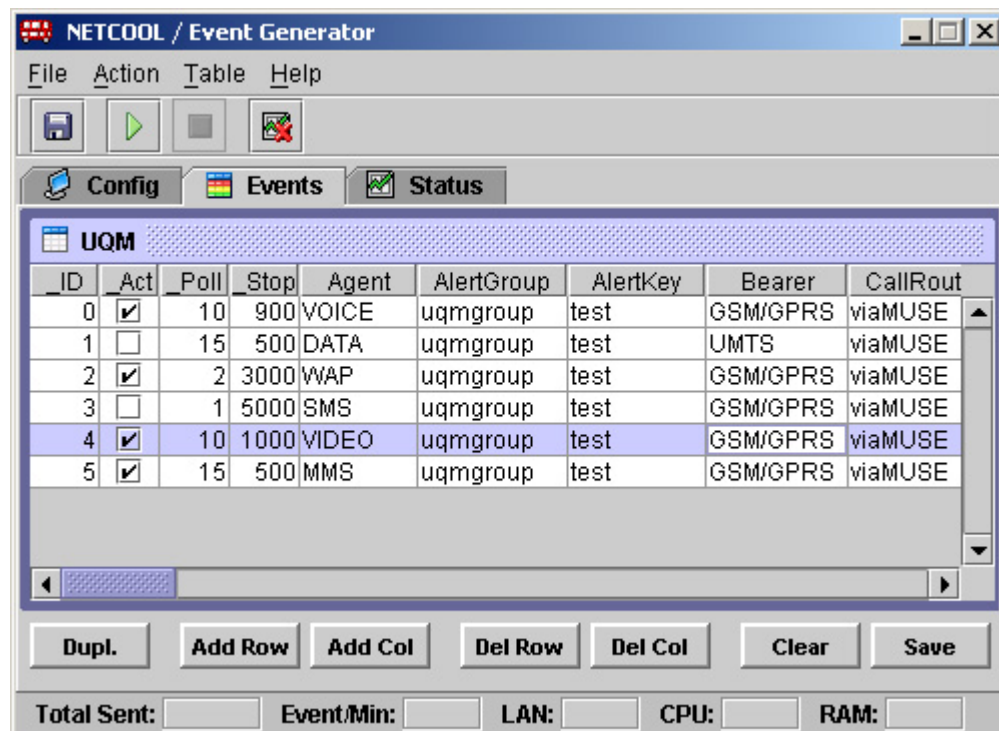 NETCOOL / Event Generator
File Action Table Help
Config Events Status
UQM
_ID _Act _Poll _Stop Agent AlertGroup AlertKey Bearer CallRout
0 10 900 VOICE uqmgroup test GSM/GPRS viaMUSE
1 15 500 DATA uqmgroup test UMTS viaMUSE
2 2 3000 WAP uqmgroup test GSM/GPRS viaMUSE
3 1 5000 SMS uqmgroup test GSM/GPRS viaMUSE
4 10 1000 VIDEO uqmgroup test GSM/GPRS viaMUSE
5 15 500 MMS uqmgroup test GSM/GPRS viaMUSE
Dupl. Add Row Add Col Del Row Del Col Clear Save
Total Sent: Event/Min: LAN: CPU: RAM: